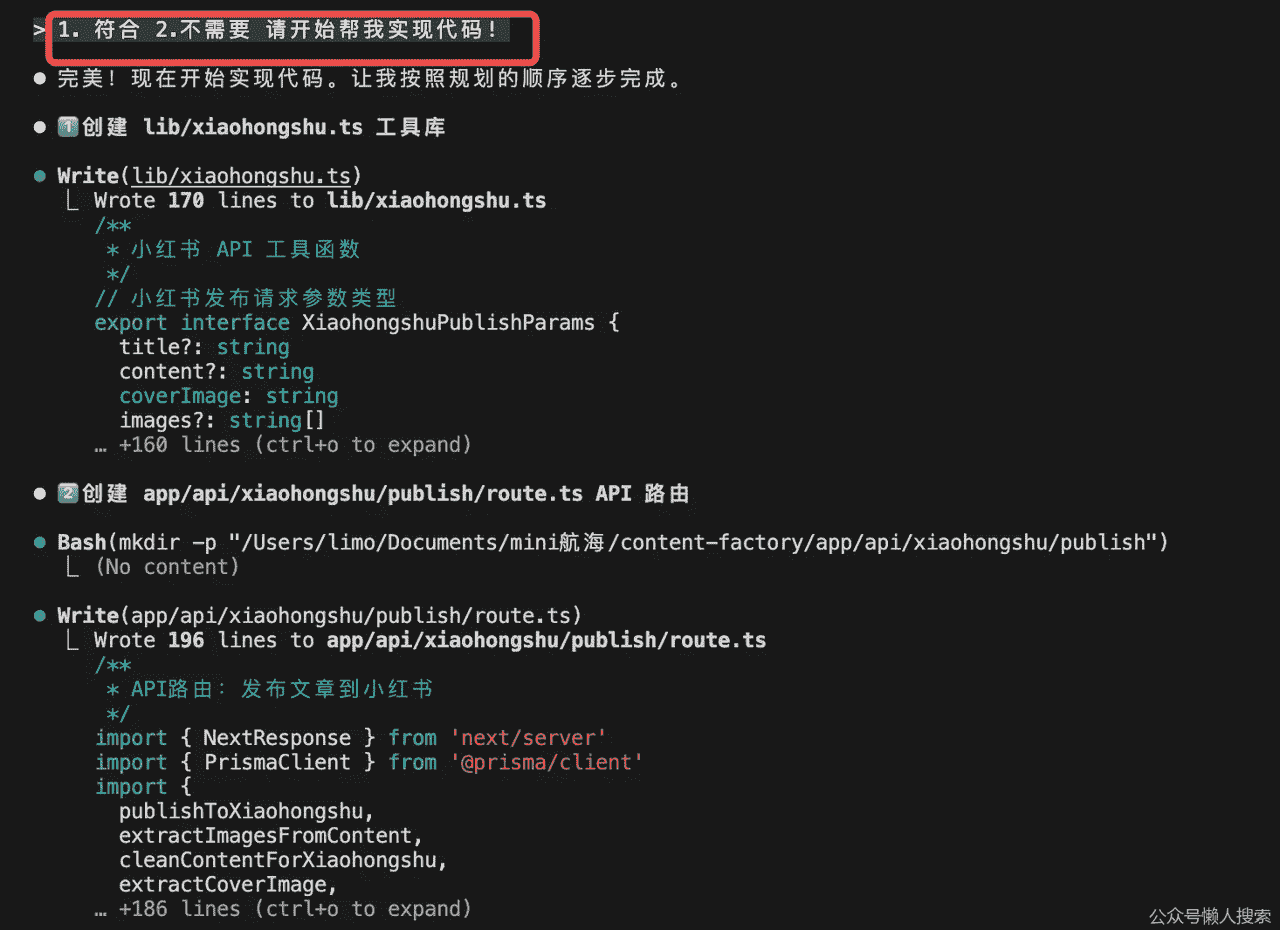 > 1. 符合 2.不需要 请开始帮我实现代码！
● 完美！现在开始实现代码。让我按照规划的顺序逐步完成。
● 1️⃣创建 lib/xiaohongshu.ts 工具库
● Write(lib/xiaohongshu.ts)
⎿ Wrote 170 lines to lib/xiaohongshu.ts
/**
* 小红书 API 工具函数
*/
// 小红书发布请求参数类型
export interface XiaohongshuPublishParams {
title?: string
content?: string
coverImage: string
images?: string[]
… +160 lines (ctrl+o to expand)
● 2️⃣创建 app/api/xiaohongshu/publish/route.ts API 路由
● Bash(mkdir -p "/Users/limo/Documents/mini航海/content-factory/app/api/xiaohongshu/publish")
⎿ (No content)
● Write(app/api/xiaohongshu/publish/route.ts)
⎿ Wrote 196 lines to app/api/xiaohongshu/publish/route.ts
/**
* API路由：发布文章到小红书
*/
import { NextResponse } from 'next/server'
import { PrismaClient } from '@prisma/client'
import {
publishToXiaohongshu,
extractImagesFromContent,
cleanContentForXiaohongshu,
extractCoverImage,
… +186 lines (ctrl+o to expand)
公众号懒人搜索